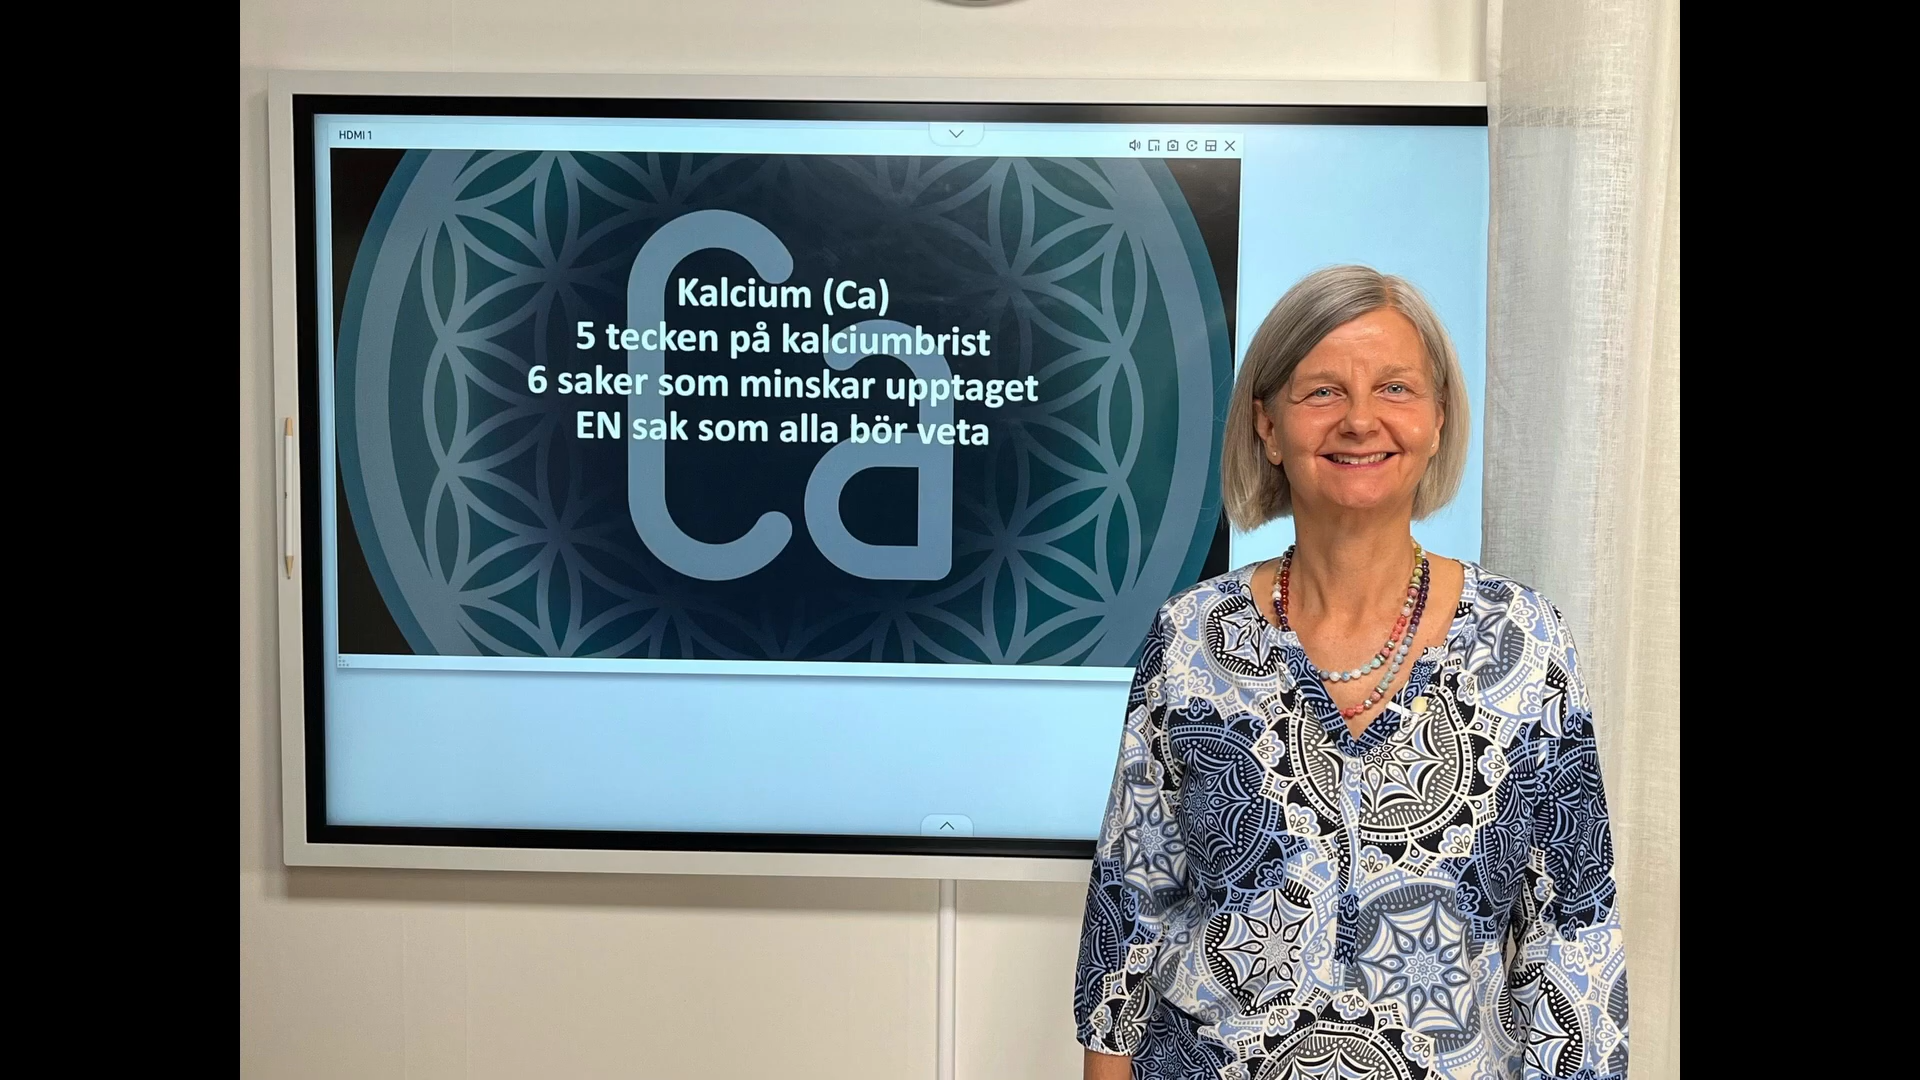 HDMI 1
Ca
Kalcium (Ca)
5 tecken på kalciumbrist
6 saker som minskar upptaget
EN sak som alla bör veta